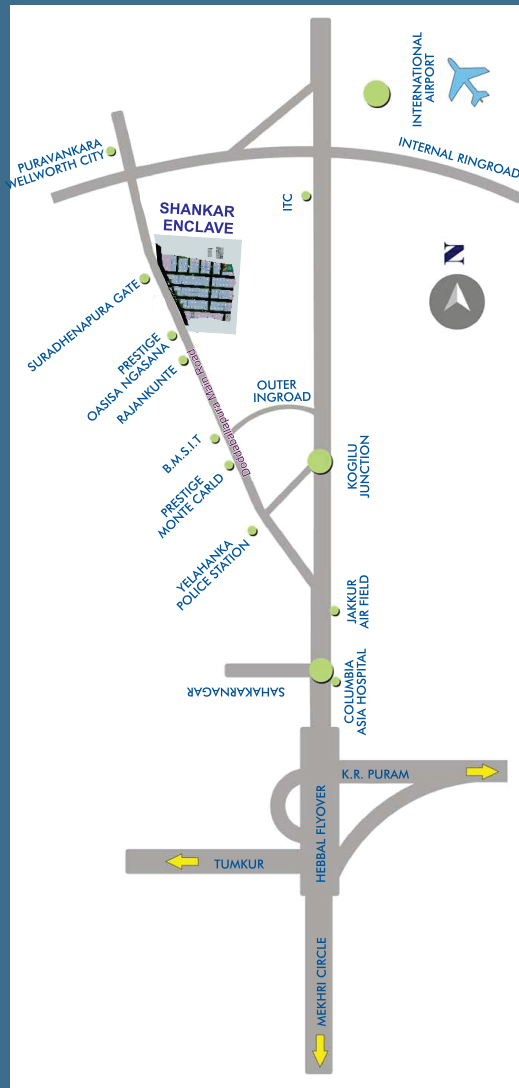 INTERNATIONAL
AIRPORT
INTERNAL RINGROAD
PURAVANKARA
WELLWORTH CITY
ITC
SHANKAR
ENCLAVE
N
SURADHENAPURA GATE
PRESTIGE
OASISA NGASANA
RAJANKUNTE
Doddaballapura Main Road
OUTER
INGROAD
B.M.S.I.T
PRESTIGE
MONTE CARLD
KOGILU
JUNCTION
YELAHANKA
POLICE STATION
JAKKUR
AIR FIELD
SAHAKARNAGAR
COLUMBIA
ASIA HOSPITAL
K.R. PURAM
HEBBAL FLYOVER
TUMKUR
MEKHRI CIRCLE